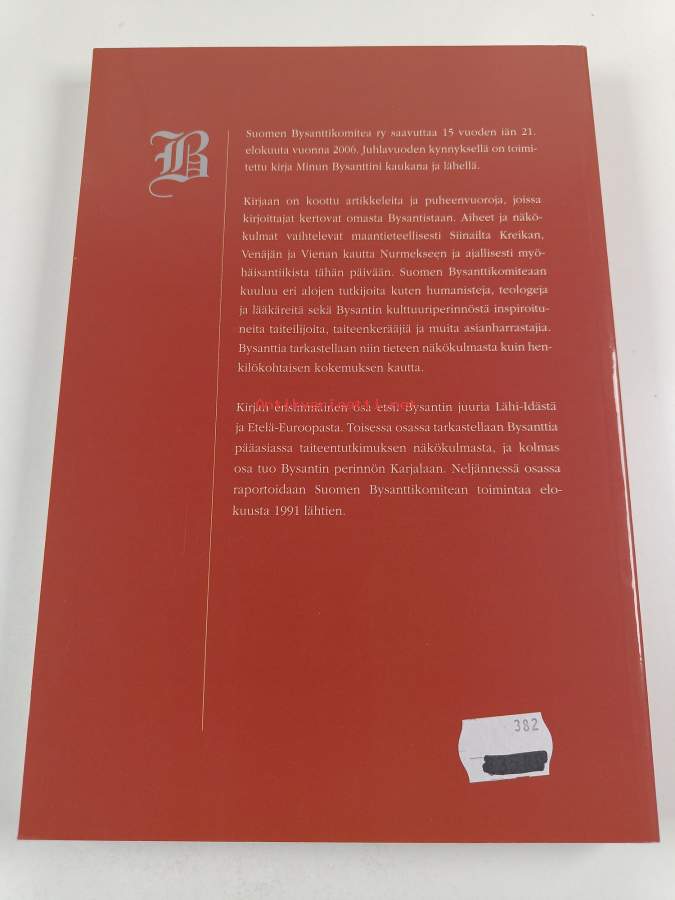 B
Suomen Bysanttikomitea ry saavuttaa 15 vuoden iän 21.
elokuuta vuonna 2006. Juhlavuoden kynnyksellä on toimi-
tettu kirja Minun Bysanttini kaukana ja lähellä.
Kirjaan on koottu artikkeleita ja puheenvuoroja, joissa
kirjoittajat kertovat omasta Bysantistaan. Aiheet ja näkö-
kulmat vaihtelevat maantieteellisesti Siinailta Kreikan,
Venäjän ja Vienan kautta Nurmekseen ja ajallisesti myö-
häisantiikista tähän päivään. Suomen Bysanttikomiteaan
kuuluu eri alojen tutkijoita kuten humanisteja, teologeja
ja lääkäreitä sekä Bysantin kulttuuriperinnöstä inspiroitu-
neita taiteilijoita, taiteenkerääjiä ja muita asianharrastajia.
Bysanttia tarkastellaan niin tieteen näkökulmasta kuin hen-
kilökohtaisen kokemuksen kautta.
Antikvariaatti.net
Kirjan ensimmäinen osa etsii Bysantin juuria Lähi-Idästä
ja Etelä-Euroopasta. Toisessa osassa tarkastellaan Bysanttia
pääasiassa taiteentutkimuksen näkökulmasta, ja kolmas
osa tuo Bysantin perinnön Karjalaan. Neljännessä osassa
raportoidaan Suomen Bysanttikomitean toimintaa elo-
kuusta 1991 lähtien.
382